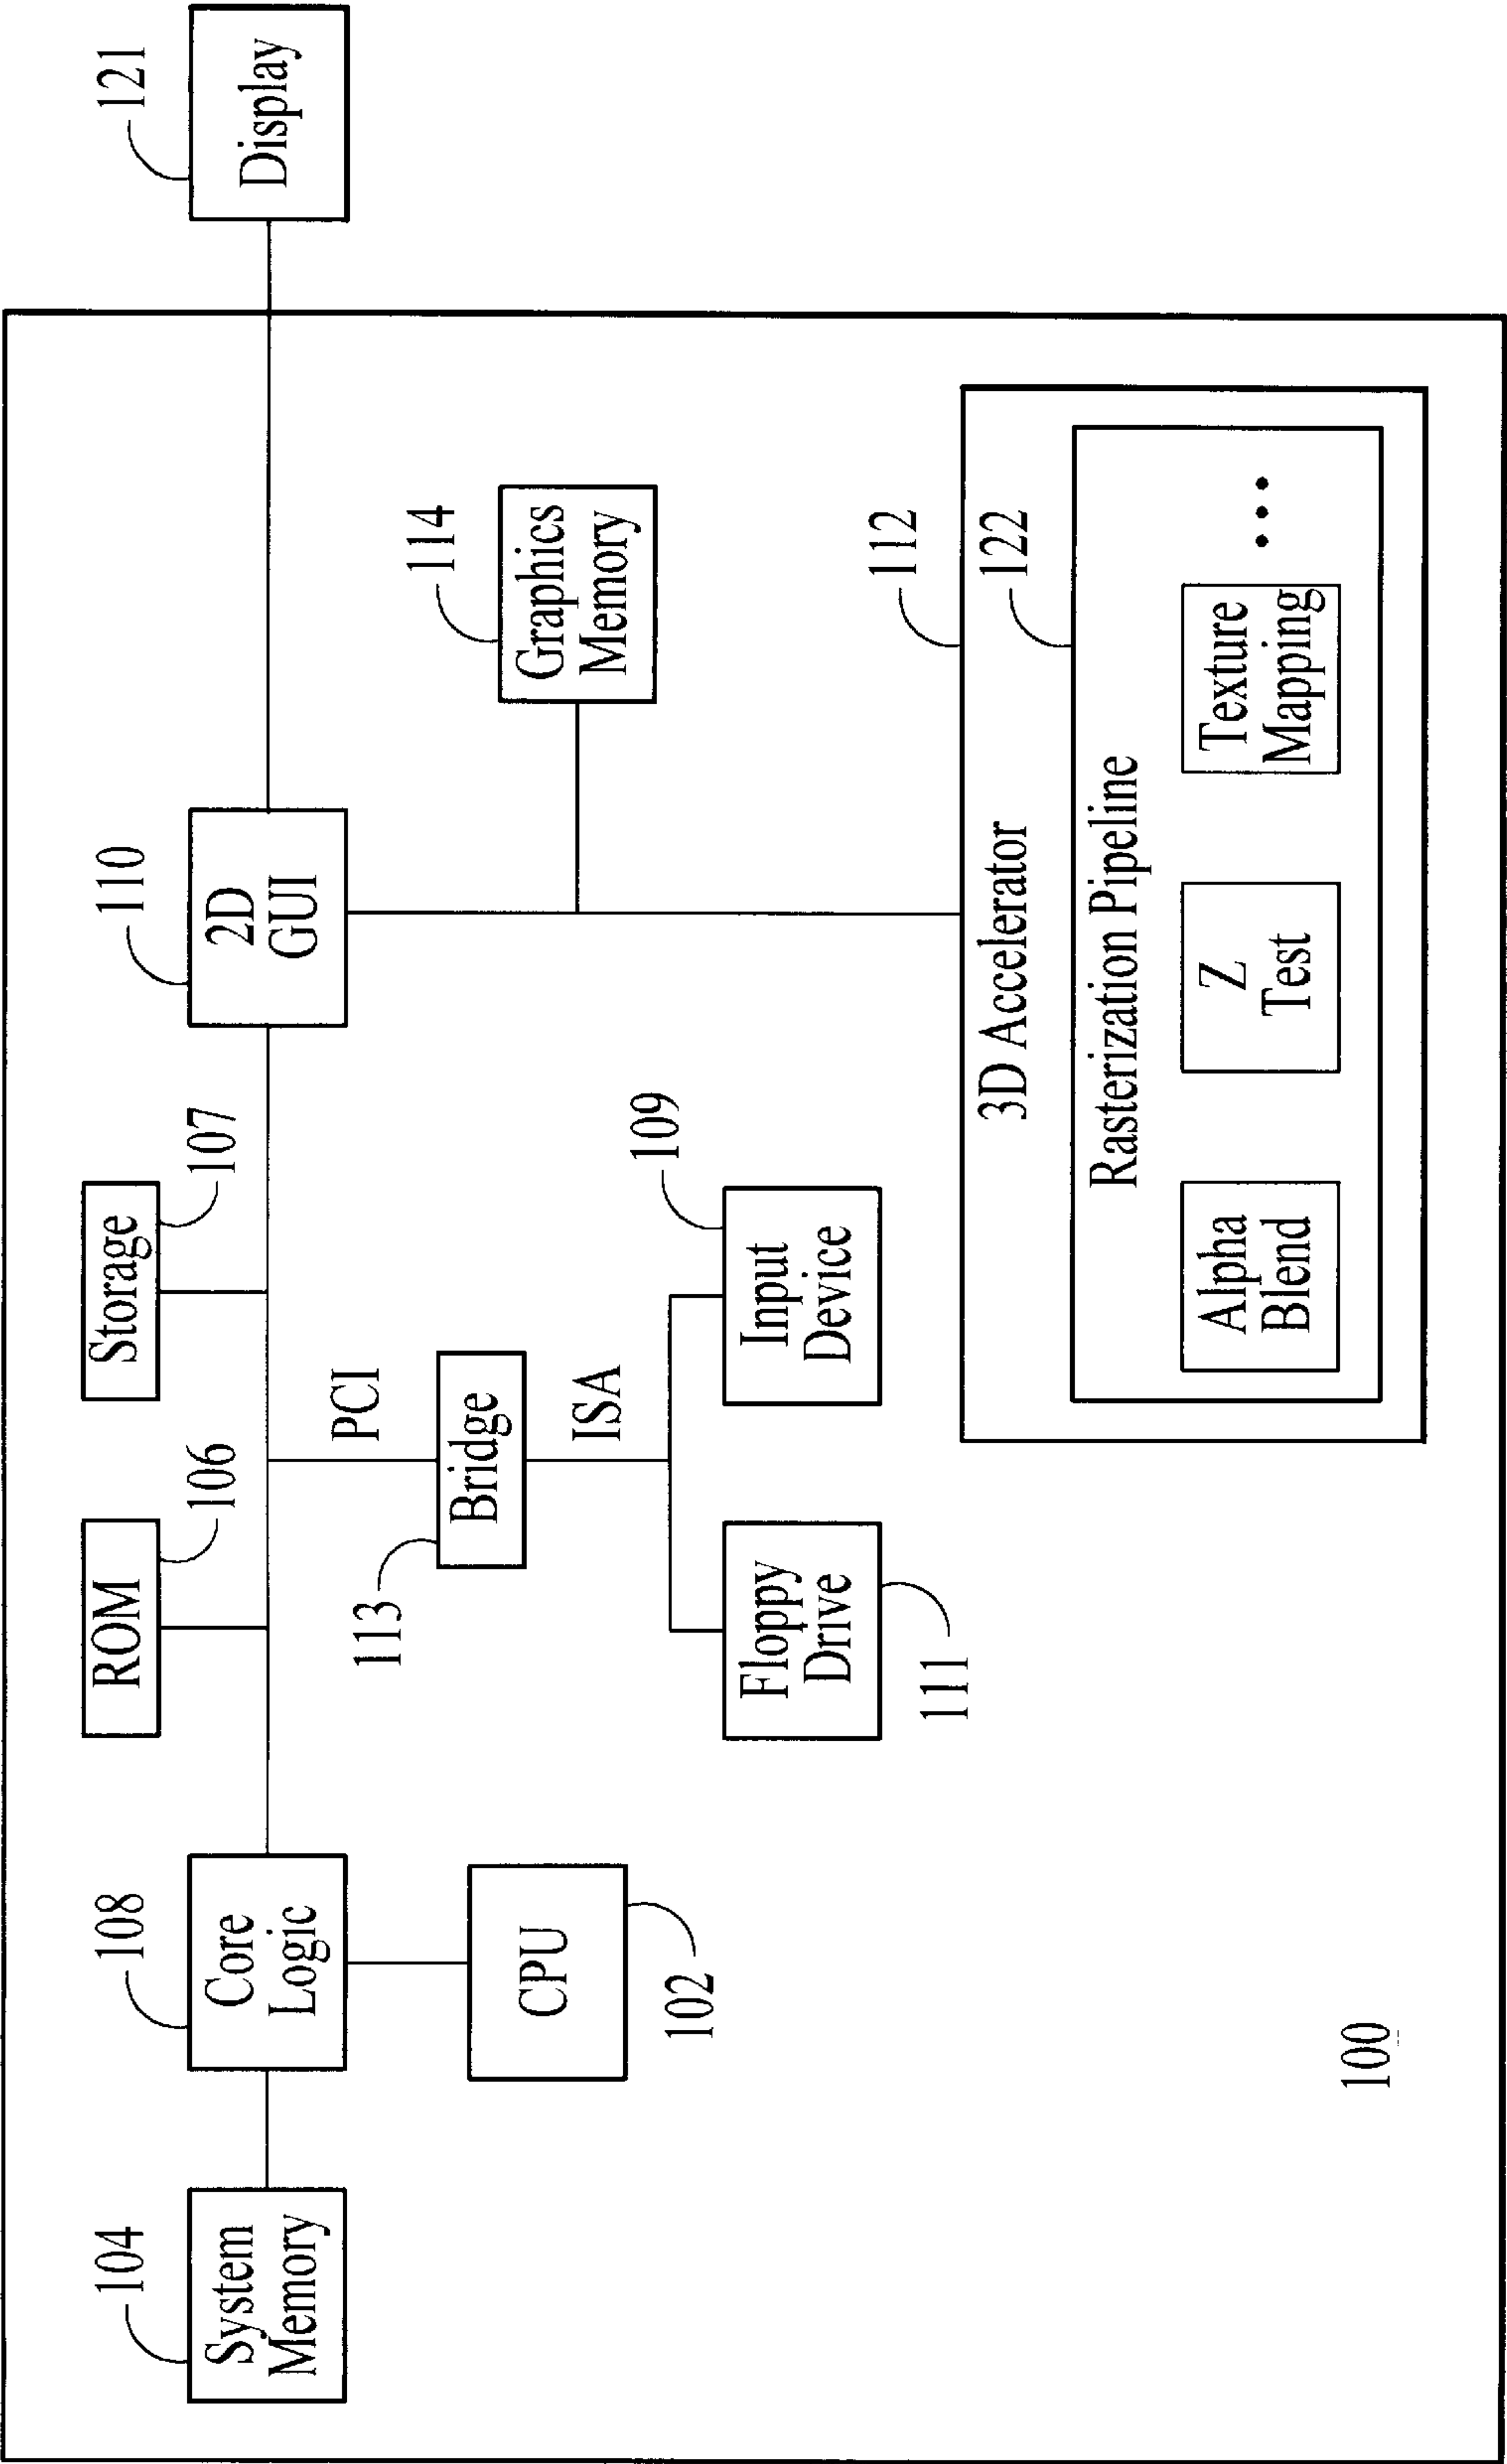 104
System
Memory
108
Core
Logic
CPU
102
ROM
106
Storage
107
PCI
113
Bridge
ISA
Floppy
Drive
111
Input
Device
109
110
2D
GUI
121
Display
114
Graphics
Memory
112
3D Accelerator
122
Rasterization Pipeline
Alpha
Blend
Z
Test
Texture
Mapping
•••
100